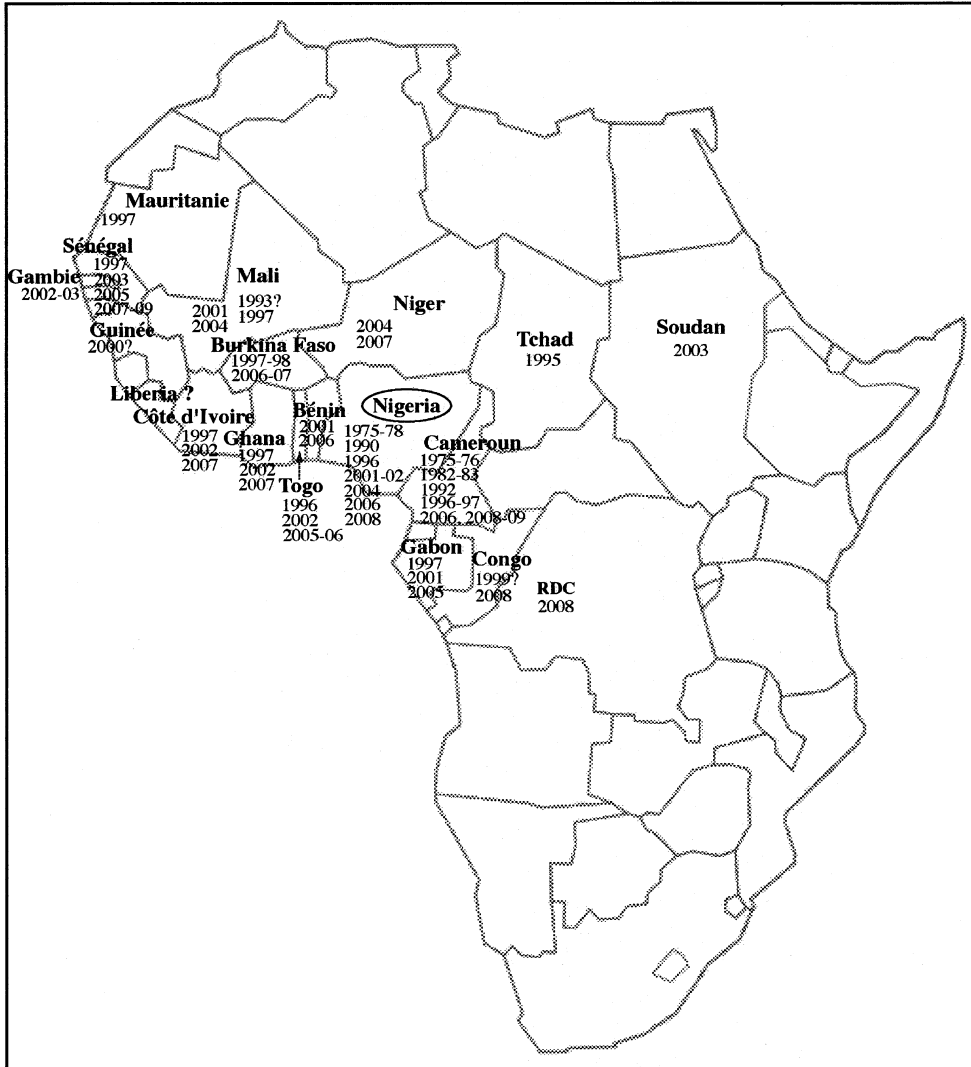 Mauritanie
1997
Sénégal
1997
2003
2005
2007-09
Gambie
2002-03
Mali
1993?
1997
2001
2004
Niger
2004
2007
Tchad
1995
Soudan
2003
Guinée
2000?
Burkina Faso
1997-98
2006-07
Liberia ?
Côte d'Ivoire
1997
2002
2007
Ghana
1997
2002
2007
Bénin
2001
2006
Togo
1996
2002
2005-06
Nigeria
1975-78
1990
1996
2001-02
2004
2006
2008
Cameroun
1975-76
1982-83
1992
1996-97
2006, 2008-09
Gabon
1997
2001
2005
Congo
1999?
2008
RDC
2008